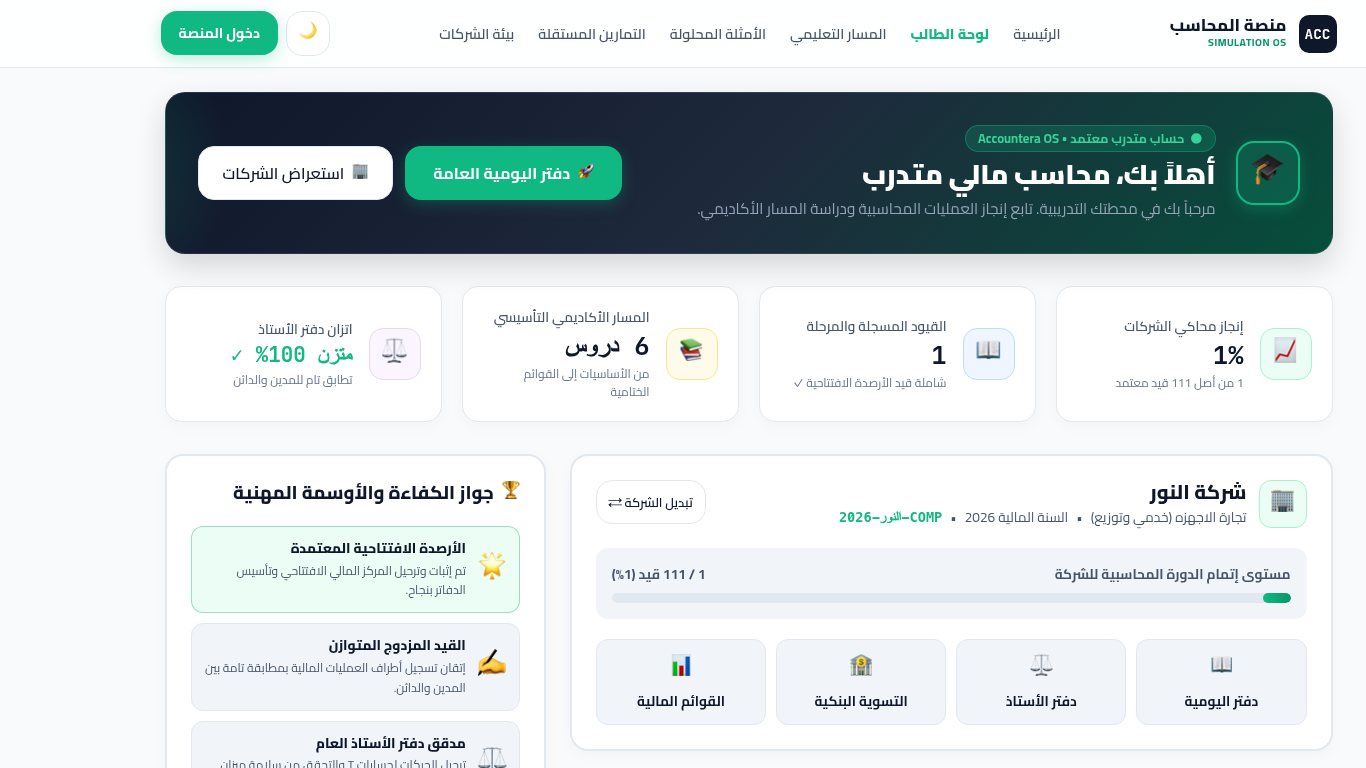 ACC
منصة المحاسب
SIMULATION OS
الرئيسية
لوحة الطالب
المسار التعليمي
الأمثلة المحلولة
التمارين المستقلة
بيئة الشركات
دخول المنصة
حساب متدرب معتمد • Accountera OS
أهلاً بك، محاسب مالي متدرب
مرحباً بك في محطتك التدريبية. تابع إنجاز العمليات المحاسبية ودراسة المسار الأكاديمي.
دفتر اليومية العامة
استعراض الشركات
إنجاز محاكي الشركات
1%
1 من أصل 111 قيد معتمد
القيود المسجلة والمرحلة
1
شاملة قيد الأرصدة الافتتاحية ✓
المسار الأكاديمي التأسيسي
6 دروس
من الأساسيات إلى القوائم
الختامية
اتزان دفتر الأستاذ
متزن 100% ✓
تطابق تام للمدين والدائن
شركة النور
تجارة الاجهزه (خدمي وتوزيع) • السنة المالية 2026 • COMP-النور-2026
تبديل الشركة ⇄
مستوى إتمام الدورة المحاسبية للشركة
1 / 111 قيد (1%)
دفتر اليومية
دفتر الأستاذ
التسوية البنكية
القوائم المالية
جواز الكفاءة والأوسمة المهنية
الأرصدة الافتتاحية المعتمدة
تم إثبات وترحيل المركز المالي الافتتاحي وتأسيس
الدفاتر بنجاح.
القيد المزدوج المتوازن
إتقان تسجيل أطراف العمليات المالية بمطابقة تامة بين
المدين والدائن.
مدقق دفتر الأستاذ العام
ترحيل الحركات لحسابات T والتحقق من سلامة ميزان